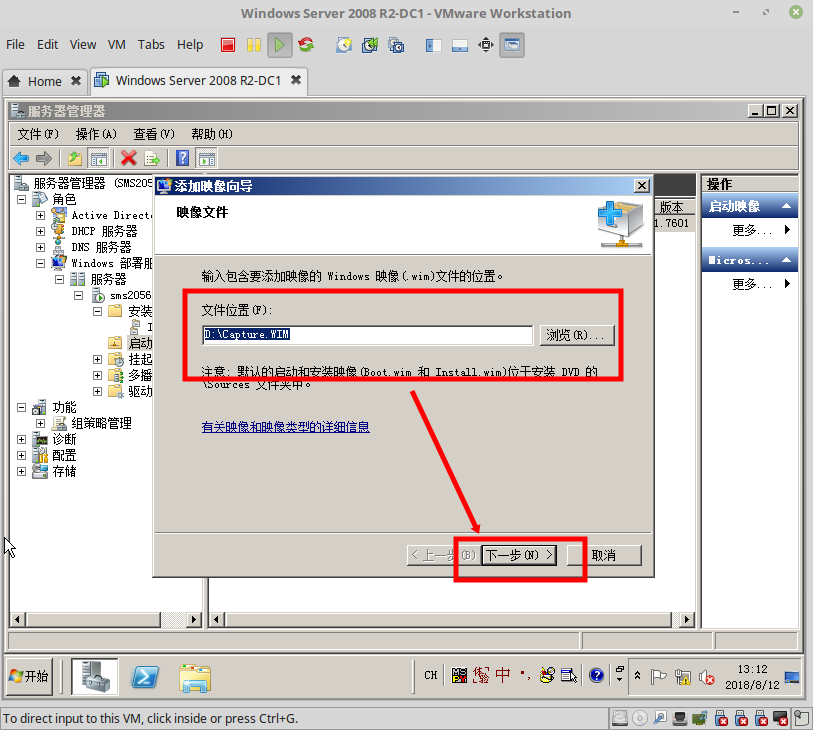 Windows Server 2008 R2-DC1 - VMware Workstation
File Edit View VM Tabs Help
Home
Windows Server 2008 R2-DC1
服务器管理器
文件(F) 操作(A) 查看(V) 帮助(H)
服务器管理器 (SMS205
角色
Active Direct
DHCP 服务器
DNS 服务器
Windows 部署服
服务器
sms2056
安装
启动
挂起
多播
驱动
功能
组策略管理
诊断
配置
存储
添加映像向导
映像文件
输入包含要添加映像的 Windows 映像(.wim)文件的位置。
文件位置(F):
D:\Capture.WIM
浏览(R)...
注意: 默认的启动和安装映像(Boot.wim 和 Install.wim)位于安装 DVD 的
\Sources 文件夹中。
有关映像和映像类型的详细信息
< 上一步(B) 下一步(N) > 取消
版本
1.7601
操作
启动映像
更多...
Micros...
更多...
开始
CH
中
13:12
2018/8/12
To direct input to this VM, click inside or press Ctrl+G.